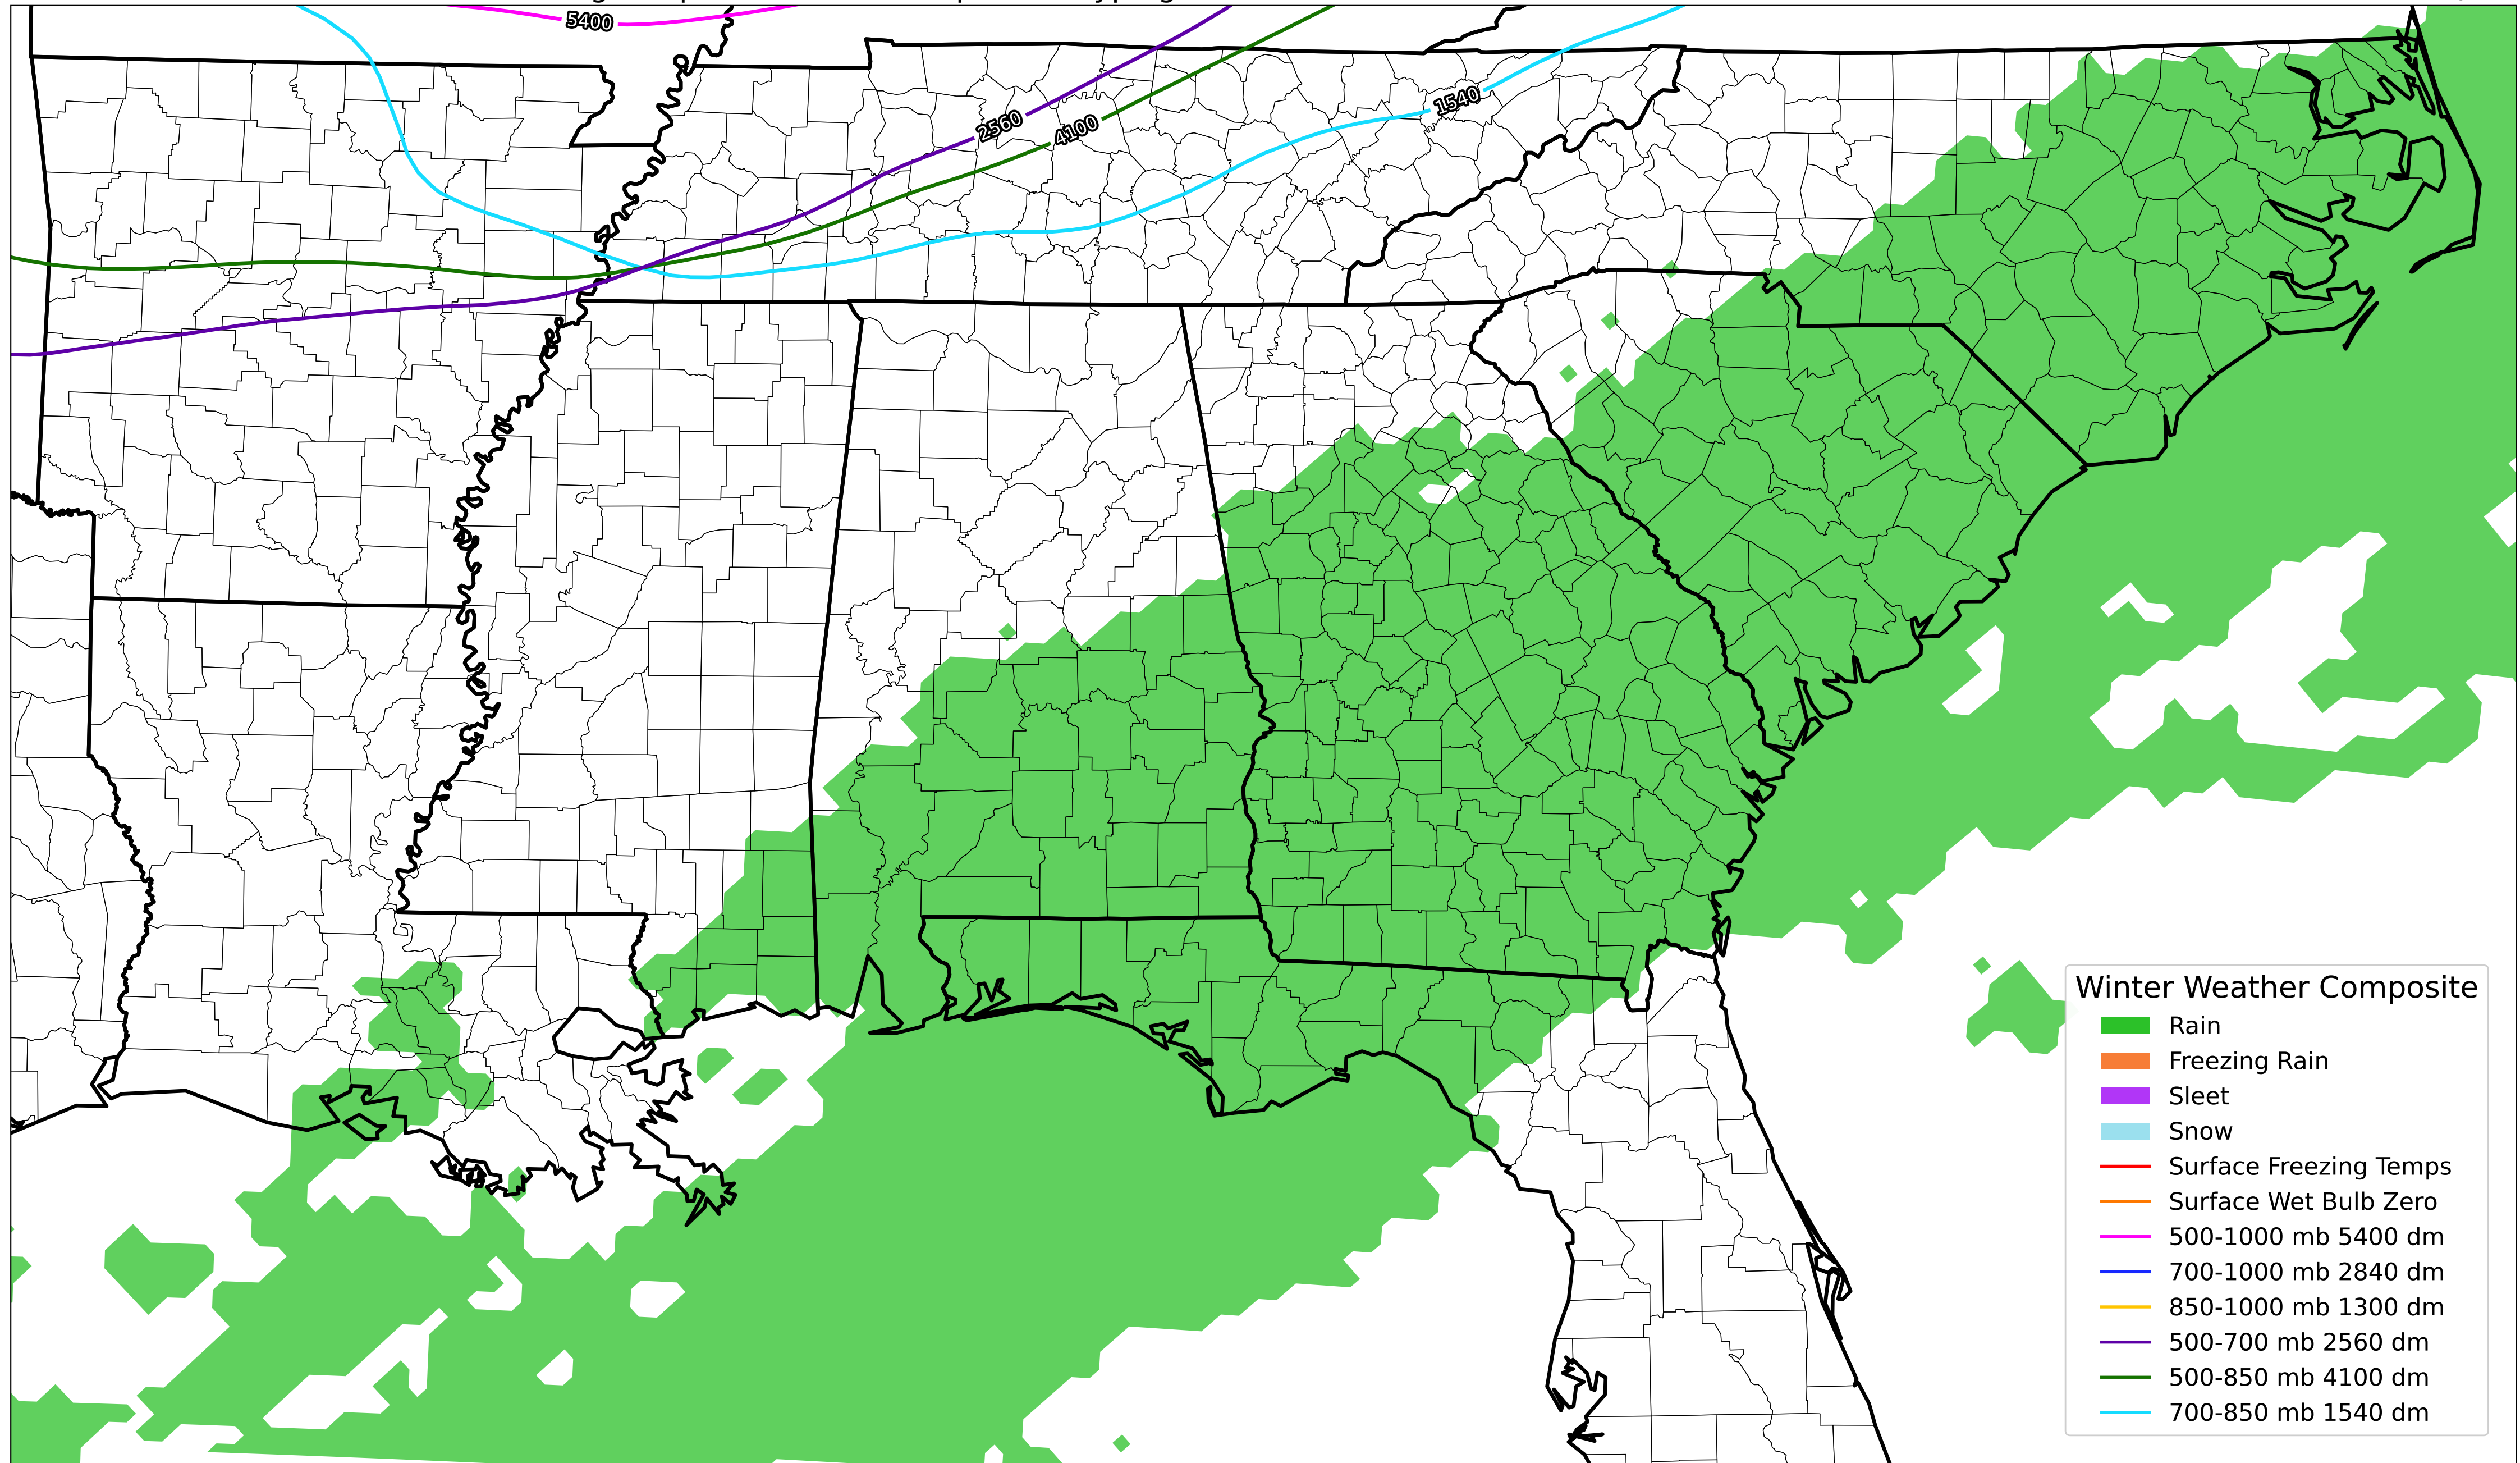 5400
2560
4100
1540
Winter Weather Composite
Rain
Freezing Rain
Sleet
Snow
Surface Freezing Temps
Surface Wet Bulb Zero
500-1000 mb 5400 dm
700-1000 mb 2840 dm
850-1000 mb 1300 dm
500-700 mb 2560 dm
500-850 mb 4100 dm
700-850 mb 1540 dm